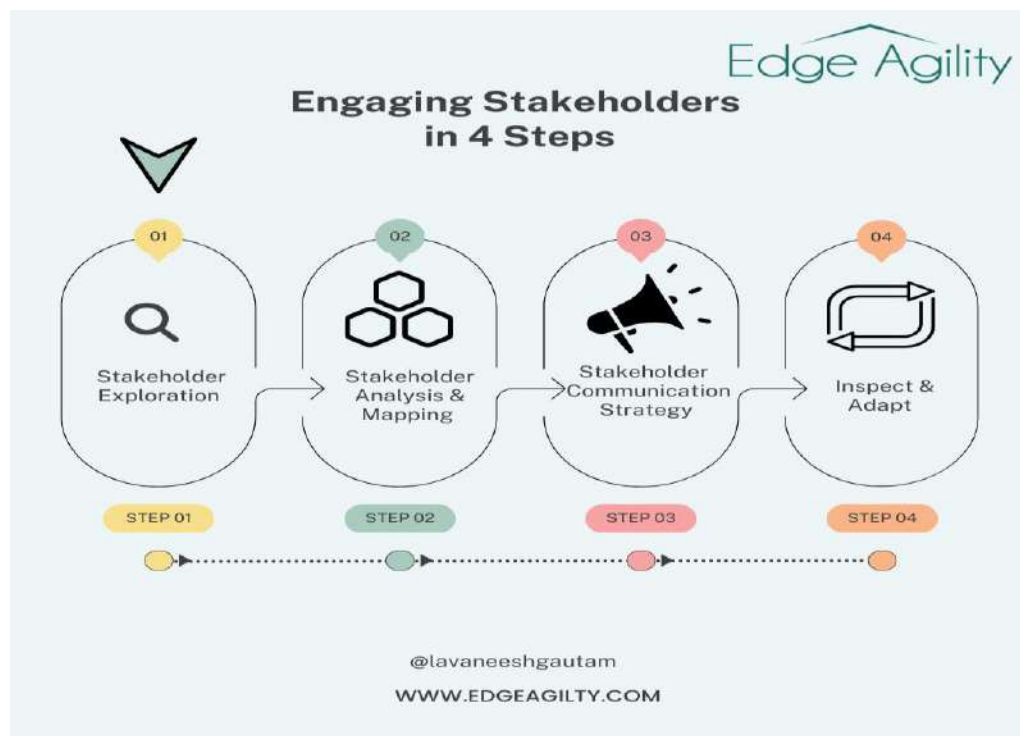 Edge Agility
Engaging Stakeholders
in 4 Steps
01
02
03
04
Stakeholder
Exploration
Stakeholder
Analysis &
Mapping
Stakeholder
Communication
Strategy
Inspect &
Adapt
STEP 01
STEP 02
STEP 03
STEP 04
@lavaneeshgautam
WWW.EDGEAGILTY.COM